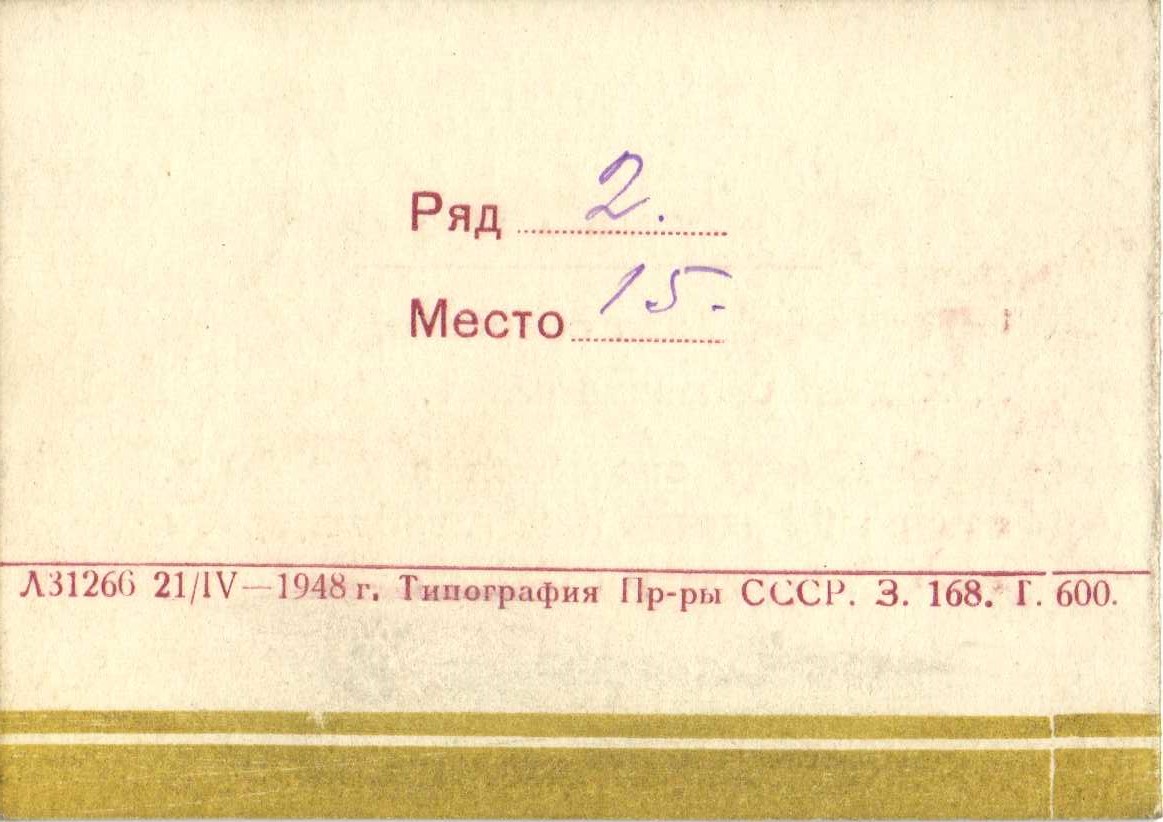 Ряд 2.
Место 15.
Л31266 21/IV—1948 г. Типография Пр-ры СССР. З. 168. Г. 600.